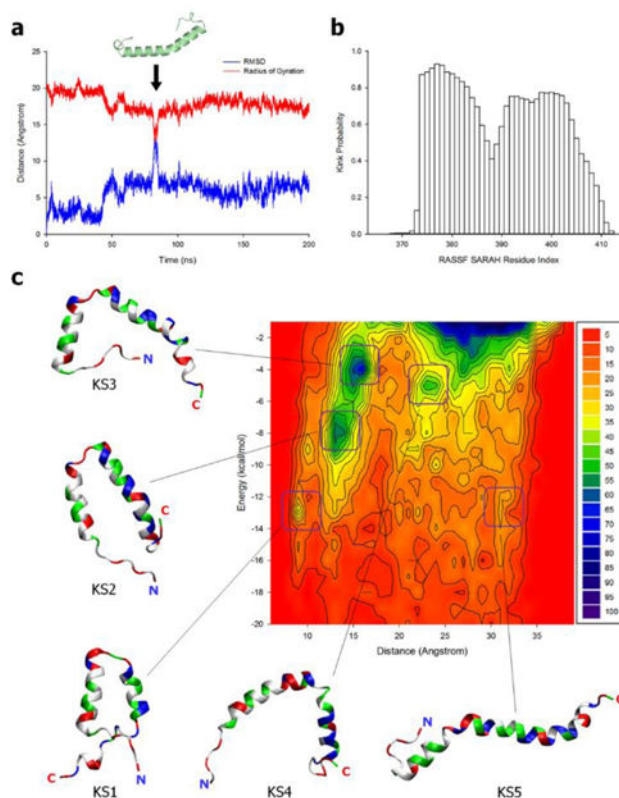 a
RMSD
Radius of Gyration
Distance (Angstrom)
25
20
15
10
5
0
0 50 100 150 200
Time (ns)
b
Kink Probability
1.0
0.8
0.6
0.4
0.2
0.0
370 380 390 400 410
RASSF SARAH Residue Index
c
N
C
KS3
C
N
KS2
C
N
KS1
N
C
KS4
N
C
KS5
Energy (kcal/mol)
-2
-4
-6
-8
-10
-12
-14
-16
-18
-20
10 15 20 25 30 35
Distance (Angstrom)
5
10
15
20
25
30
35
40
45
50
55
60
65
70
75
80
85
90
95
100